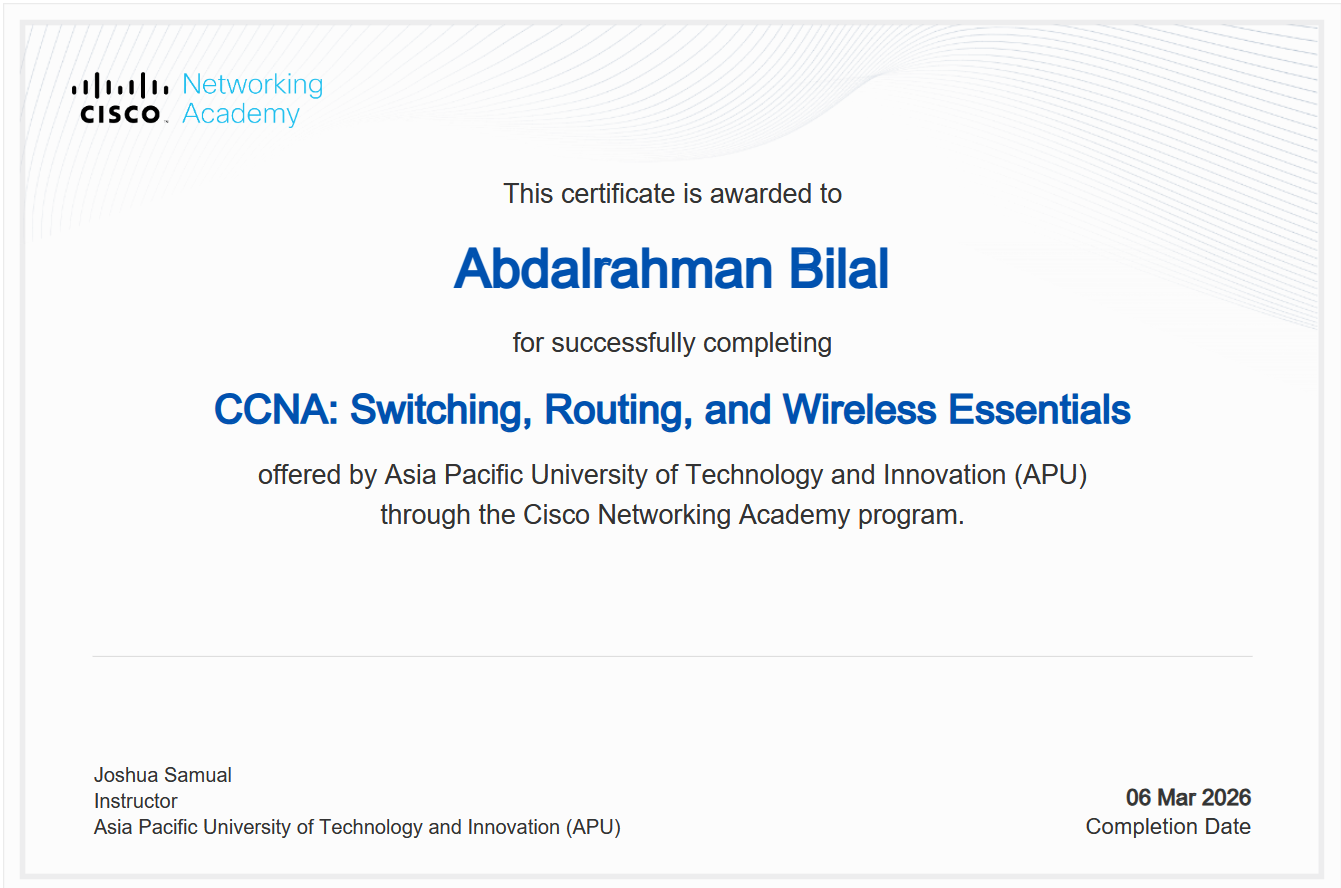 CISCO
Networking
Academy
This certificate is awarded to
Abdalrahman Bilal
for successfully completing
CCNA: Switching, Routing, and Wireless Essentials
offered by Asia Pacific University of Technology and Innovation (APU)
through the Cisco Networking Academy program.
Joshua Samual
Instructor
Asia Pacific University of Technology and Innovation (APU)
06 Mar 2026
Completion Date